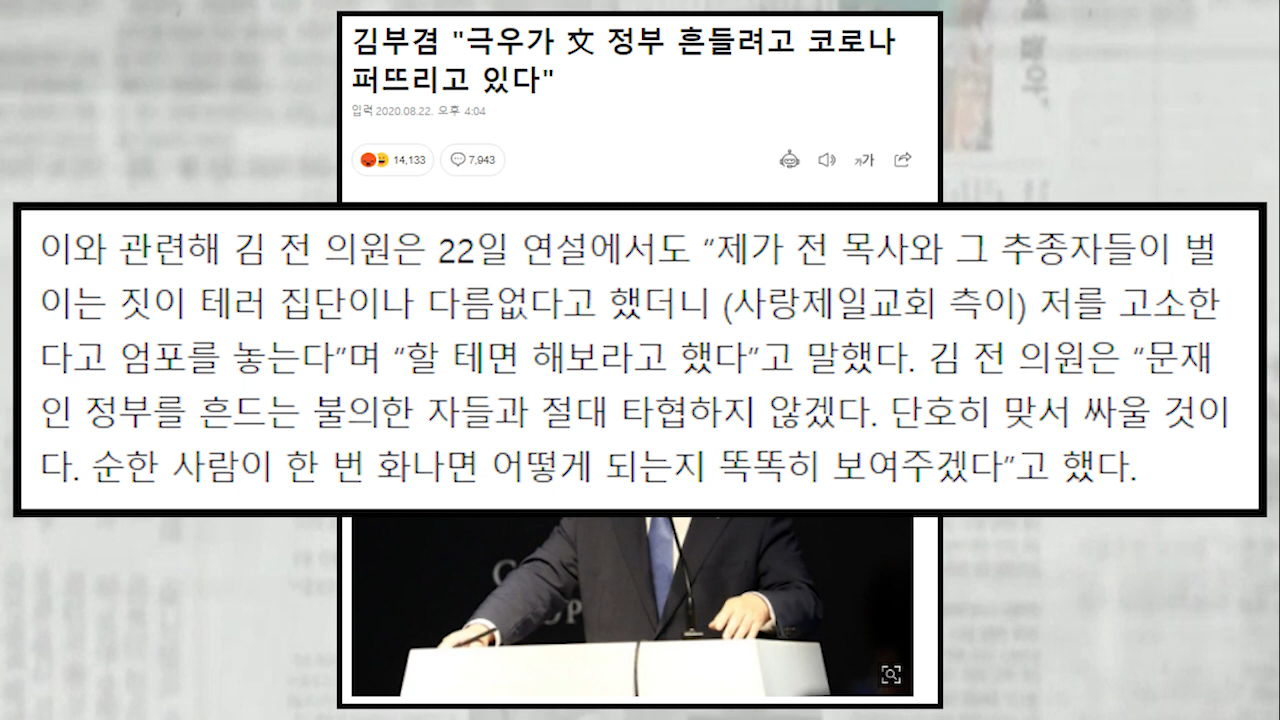 김부겸 "극우가 文 정부 흔들려고 코로나
퍼뜨리고 있다"
입력 2020.08.22. 오후 4:04
14,133
7,943
가가
이와 관련해 김 전 의원은 22일 연설에서도 "제가 전 목사와 그 추종자들이 벌
이는 짓이 테러 집단이나 다름없다고 했더니 (사랑제일교회 측이) 저를 고소한
다고 엄포를 놓는다"며 "할 테면 해보라고 했다"고 말했다. 김 전 의원은 "문재
인 정부를 흔드는 불의한 자들과 절대 타협하지 않겠다. 단호히 맞서 싸울 것이
다. 순한 사람이 한 번 화나면 어떻게 되는지 똑똑히 보여주겠다"고 했다.